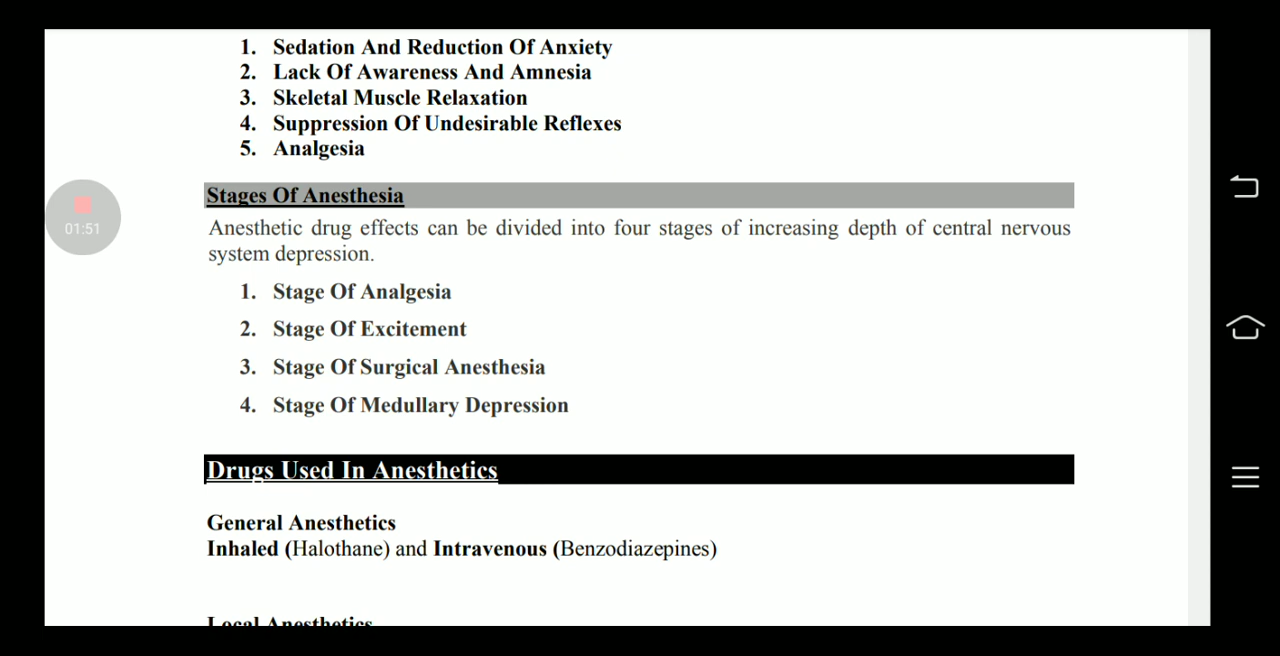 1. Sedation And Reduction Of Anxiety
2. Lack Of Awareness And Amnesia
3. Skeletal Muscle Relaxation
4. Suppression Of Undesirable Reflexes
5. Analgesia
Stages Of Anesthesia
01:51
Anesthetic drug effects can be divided into four stages of increasing depth of central nervous
system depression.
1. Stage Of Analgesia
2. Stage Of Excitement
3. Stage Of Surgical Anesthesia
4. Stage Of Medullary Depression
Drugs Used In Anesthetics
General Anesthetics
Inhaled (Halothane) and Intravenous (Benzodiazepines)
Local Anesthetics